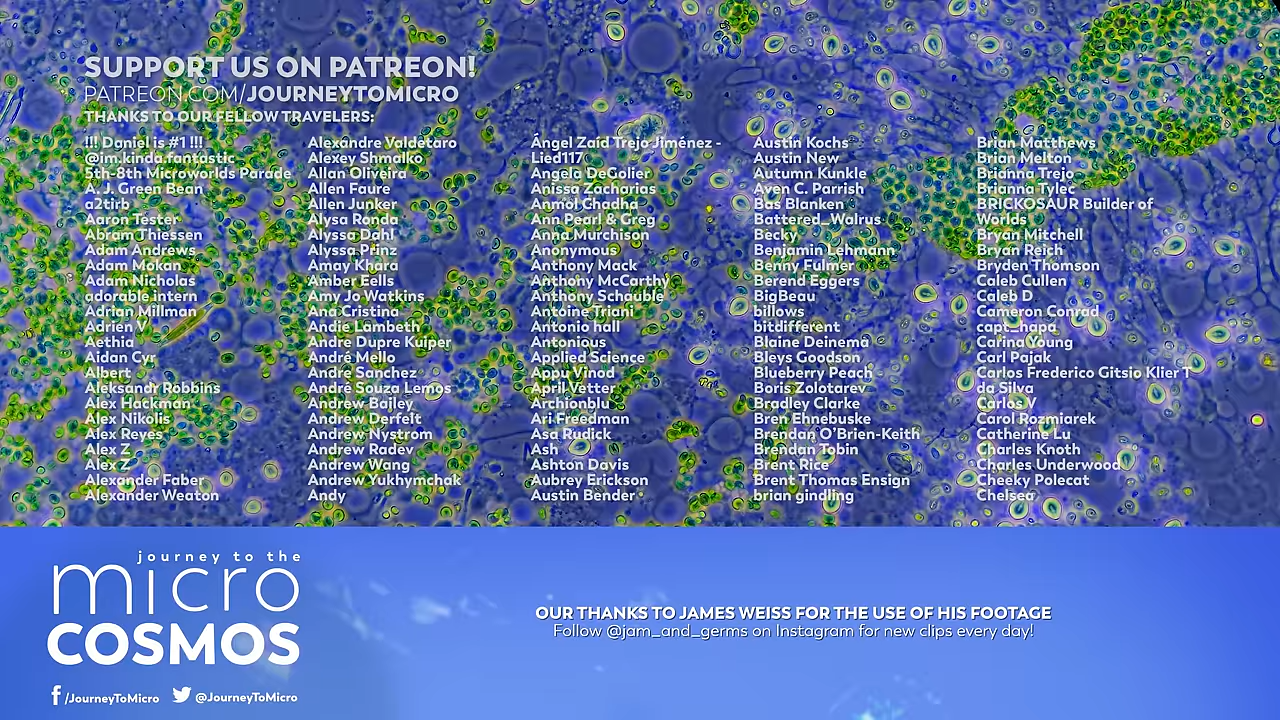 SUPPORT US ON PATREON!
PATREON.COM/JOURNEYTOMICRO
THANKS TO OUR FELLOW TRAVELERS:
!!! Daniel is #1 !!!
@im.kinda.fantastic
5th-8th Microworlds Parade
A. J. Green Bean
a2tirb
Aaron Tester
Abram Thiessen
Adam Andrews
Adam Mokan
Adam Nicholas
adorable intern
Adrian Millman
Adrien V
Aethia
Aidan Cyr
Albert
Aleksandr Robbins
Alex Hackman
Alex Nikolis
Alex Reyes
Alex Z
Alex Z
Alexander Faber
Alexander Weaton
Alexandre Valdetaro
Alexey Shmalko
Allan Oliveira
Allen Faure
Allen Junker
Alysa Ronda
Alyssa Dahl
Alyssa Prinz
Amay Khara
Amber Eells
Amy Jo Watkins
Ana Cristina
Andie Lambeth
Andre Dupre Kuiper
André Mello
Andre Sanchez
André Souza Lemos
Andrew Bailey
Andrew Derfelt
Andrew Nystrom
Andrew Radev
Andrew Wang
Andrew Yukhymchak
Andy
Ángel Zaid Trejo Jiménez -
Lied117
Angela DeGolier
Anissa Zacharias
Anmol Chadha
Ann Pearl & Greg
Anna Murchison
Anonymous
Anthony Mack
Anthony McCarthy
Anthony Schauble
Antoine Triani
Antonio hall
Antonious
Applied Science
Appu Vinod
April Vetter
Archionblu
Ari Freedman
Asa Rudick
Ash
Ashton Davis
Aubrey Erickson
Austin Bender
Austin Kochs
Austin New
Autumn Kunkle
Aven C. Parrish
Bas Blanken
Battered_Walrus
Becky
Benjamin Lehmann
Benny Fulmer
Berend Eggers
BigBeau
billows
bitdifferent
Blaine Deinema
Bleys Goodson
Blueberry Peach
Boris Zolotarev
Bradley Clarke
Bren Ehnebuske
Brendan O'Brien-Keith
Brendan Tobin
Brent Rice
Brent Thomas Ensign
brian gindling
Brian Matthews
Brian Melton
Brianna Trejo
Brianna Tylec
BRICKOSAUR Builder of
Worlds
Bryan Mitchell
Bryan Reich
Bryden Thomson
Caleb Cullen
Caleb D
Cameron Conrad
capt_hapa
Carina Young
Carl Pajak
Carlos Frederico Gitsio Klier T
da Silva
Carlos V
Carol Rozmiarek
Catherine Lu
Charles Knoth
Charles Underwood
Cheeky Polecat
Chelsea
journey to the
micro
COSMOS
/JourneyToMicro @JourneyToMicro
OUR THANKS TO JAMES WEISS FOR THE USE OF HIS FOOTAGE
Follow @jam_and_germs on Instagram for new clips every day!